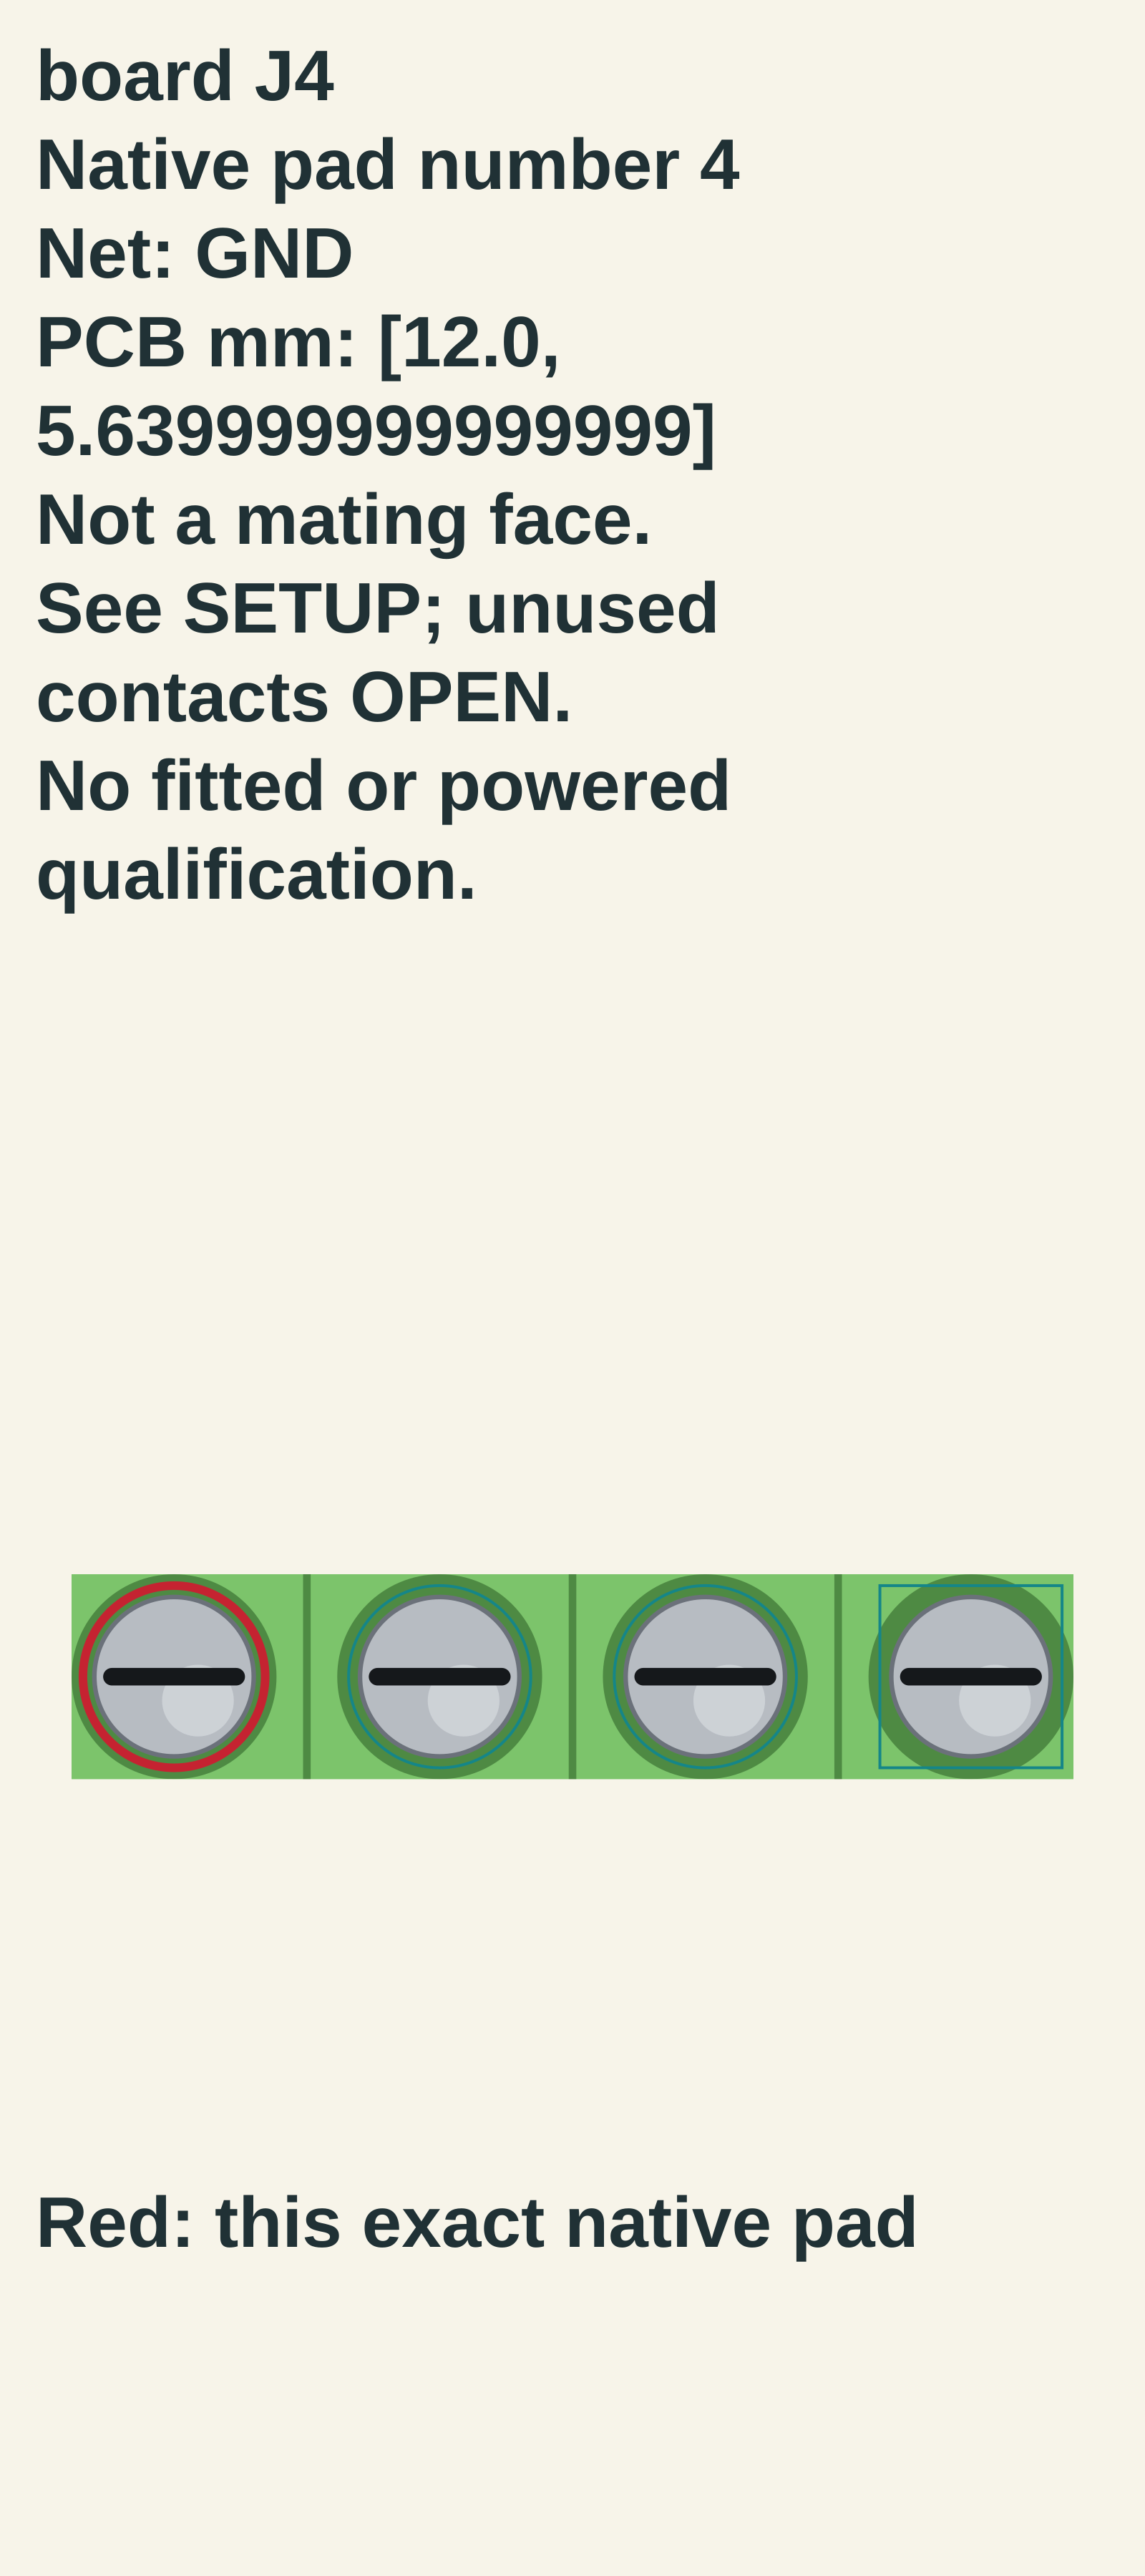 board J4
Native pad number 4
Net: GND
PCB mm: [12.0,
5.639999999999999]
Not a mating face.
See SETUP; unused
contacts OPEN.
No fitted or powered
qualification.
Red: this exact native pad